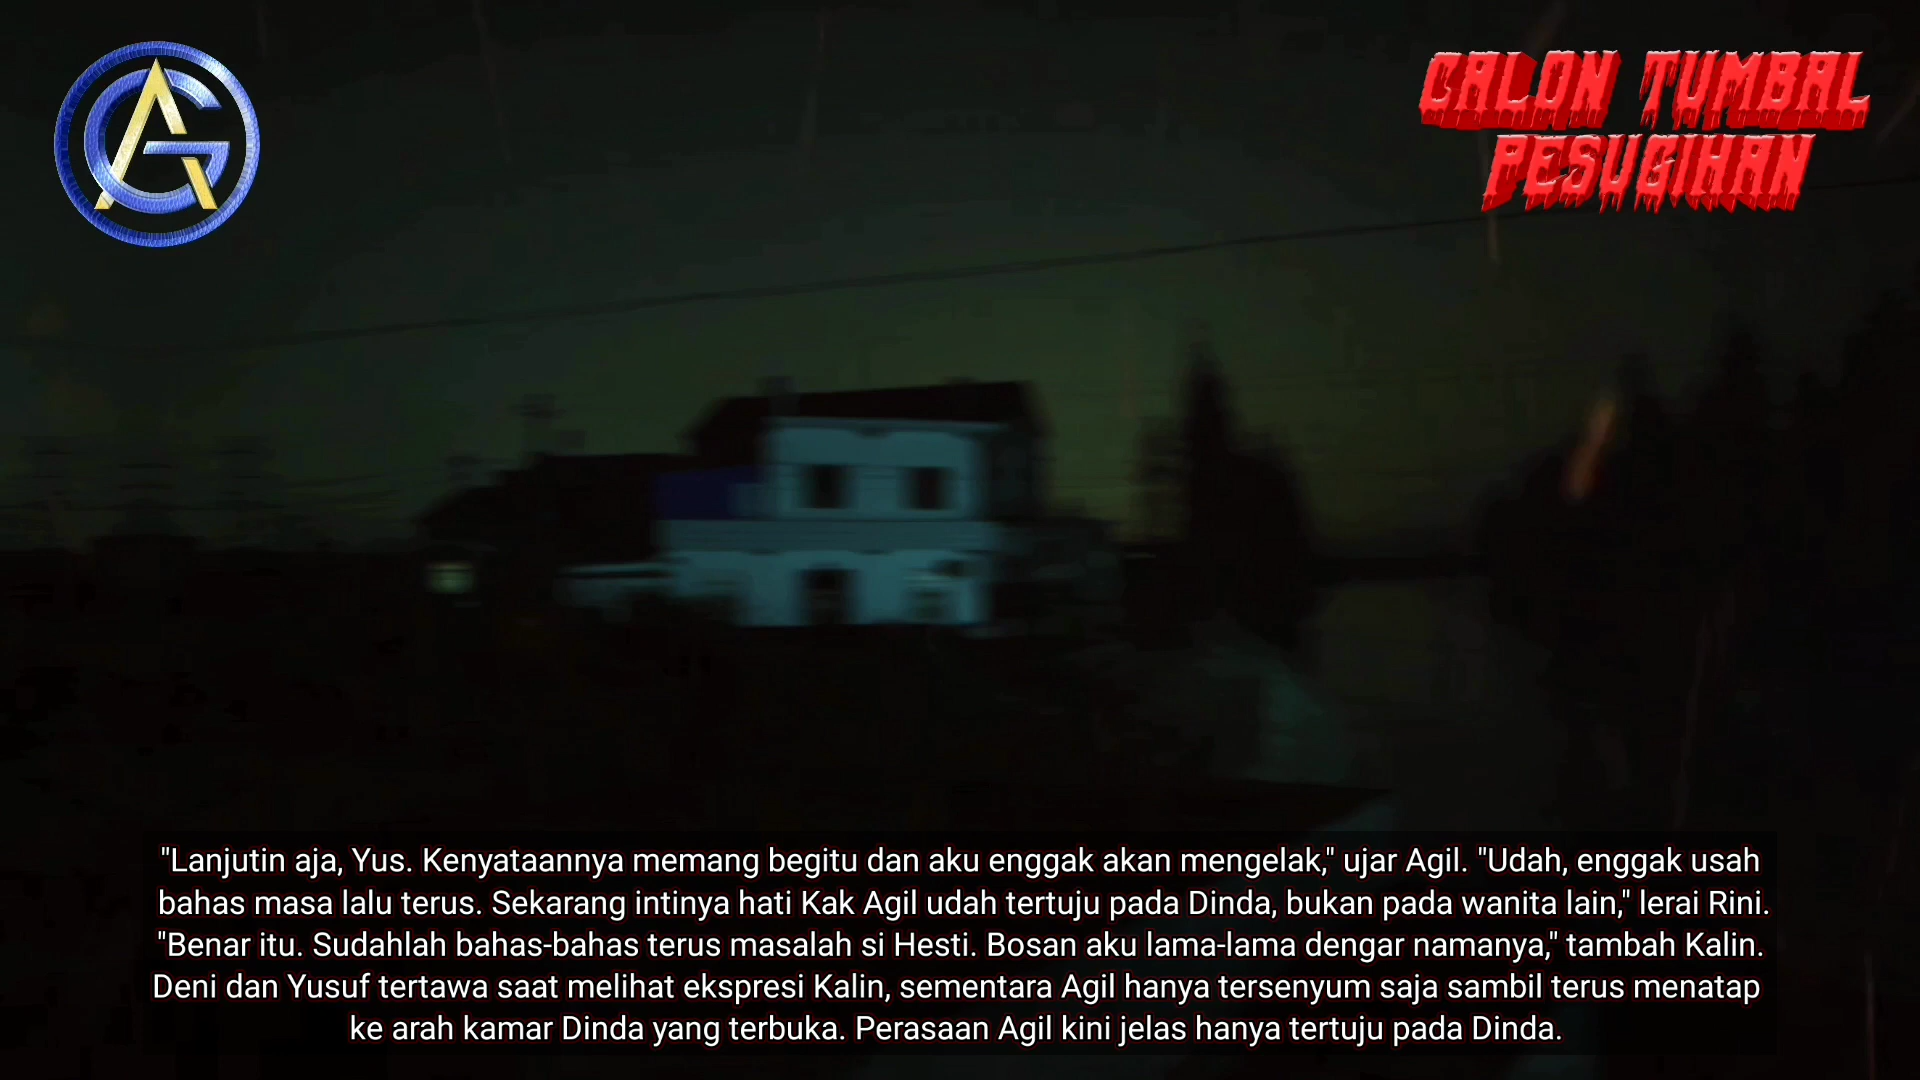 CALON TUMBAL
PESUGIHAN
"Lanjutin aja, Yus. Kenyataannya memang begitu dan aku enggak akan mengelak," ujar Agil. "Udah, enggak usah
bahas masa lalu terus. Sekarang intinya hati Kak Agil udah tertuju pada Dinda, bukan pada wanita lain," lerai Rini.
"Benar itu. Sudahlah bahas-bahas terus masalah si Hesti. Bosan aku lama-lama dengar namanya," tambah Kalin.
Deni dan Yusuf tertawa saat melihat ekspresi Kalin, sementara Agil hanya tersenyum saja sambil terus menatap
ke arah kamar Dinda yang terbuka. Perasaan Agil kini jelas hanya tertuju pada Dinda.